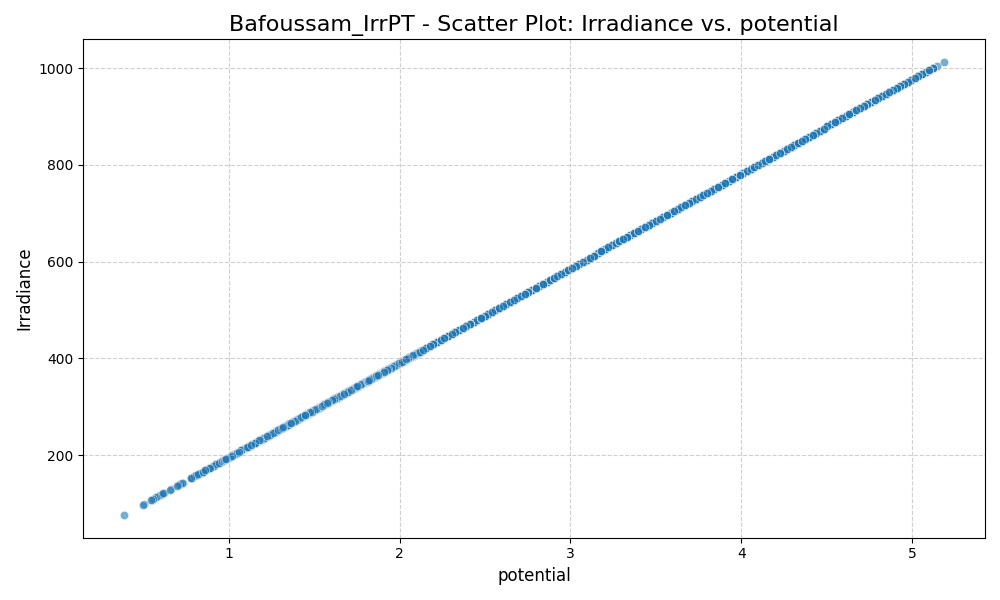 Bafoussam_IrrPT - Scatter Plot: Irradiance vs. potential
Irradiance
1000
800
600
400
200
1 2 3 4 5
potential